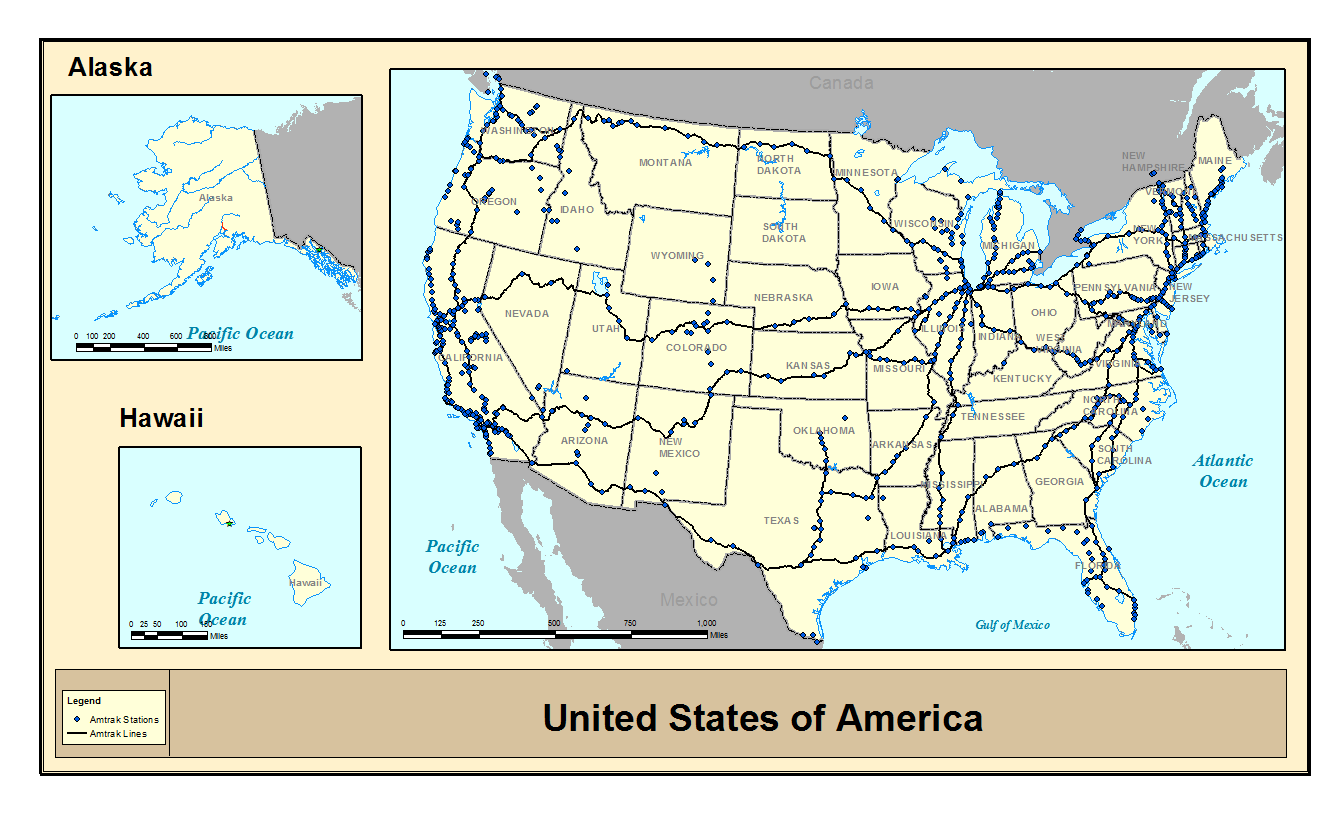 Alaska
Canada
WASHINGTON
MONTANA
NORTH
DAKOTA
MINNESOTA
NEW
HAMPSHIRE
MAINE
VERMONT
Alaska
OREGON
IDAHO
SOUTH
DAKOTA
WISCONSIN
MICHIGAN
NEW
YORK
MASSACHUSETTS
WYOMING
NEBRASKA
IOWA
PENNSYLVANIA
NEW
JERSEY
NEVADA
UTAH
ILLINOIS
INDIANA
OHIO
MARYLAND
Pacific Ocean
0 100 200 400 600 800
Miles
CALIFORNIA
COLORADO
KANSAS
MISSOURI
WEST
VIRGINIA
VIRGINIA
KENTUCKY
Hawaii
ARIZONA
NEW
MEXICO
OKLAHOMA
ARKANSAS
TENNESSEE
NORTH
CAROLINA
SOUTH
CAROLINA
Atlantic
Ocean
MISSISSIPPI
ALABAMA
GEORGIA
TEXAS
LOUISIANA
FLORIDA
Pacific
Ocean
Hawaii
Pacific
Ocean
0 25 50 100 150
Miles
Mexico
Gulf of Mexico
0 125 250 500 750 1,000
Miles
Legend
Amtrak Stations
Amtrak Lines
United States of America